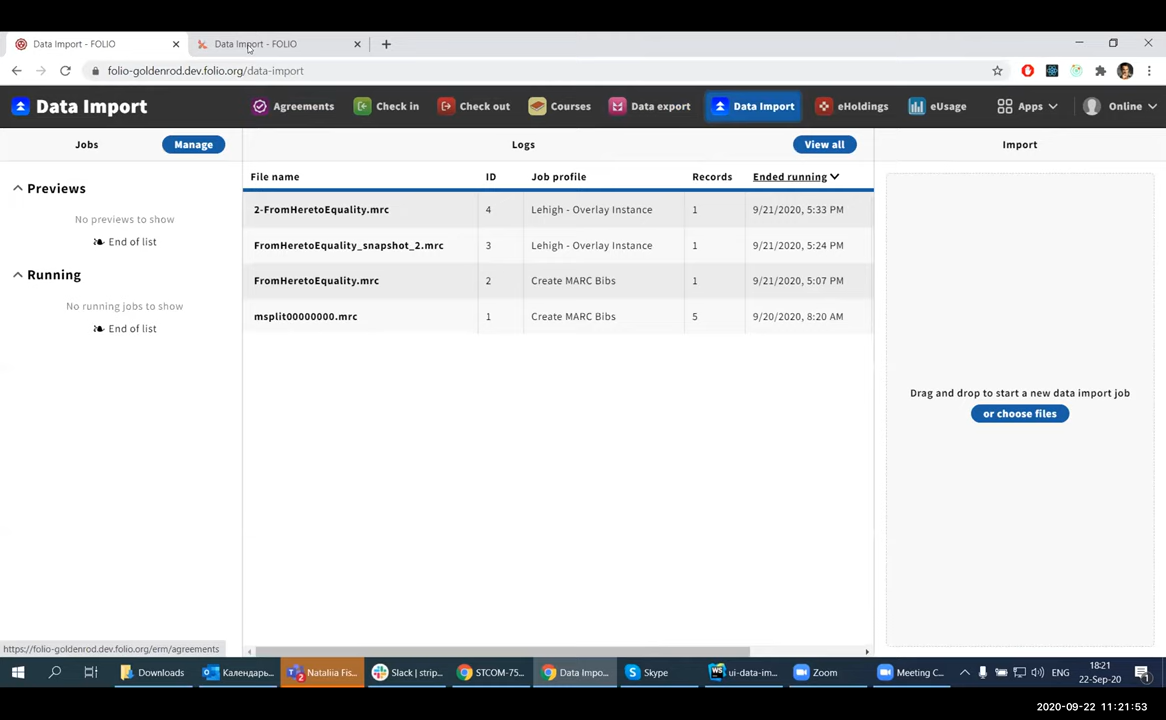 Data Import - FOLIO
Data Import - FOLIO
folio-goldenrod.dev.folio.org/data-import
Data Import
Agreements
Check in
Check out
Courses
Data export
Data Import
eHoldings
eUsage
Apps
Online
Jobs
Manage
Logs
View all
Import
Previews
No previews to show
End of list
Running
No running jobs to show
End of list
File name ID Job profile Records Ended running
2-FromHeretoEquality.mrc 4 Lehigh - Overlay Instance 1 9/21/2020, 5:33 PM
FromHeretoEquality_snapshot_2.mrc 3 Lehigh - Overlay Instance 1 9/21/2020, 5:24 PM
FromHeretoEquality.mrc 2 Create MARC Bibs 1 9/21/2020, 5:07 PM
msplit00000000.mrc 1 Create MARC Bibs 5 9/20/2020, 8:20 AM
Drag and drop to start a new data import job
or choose files
https://folio-goldenrod.dev.folio.org/erm/agreements
Downloads
Календарь...
Nataliia Fis...
Slack | strip...
STCOM-75...
Data Impo...
Skype
ui-data-im...
Zoom
Meeting C...
ENG
18:21
22-Sep-20
1
2020-09-22 11:21:53